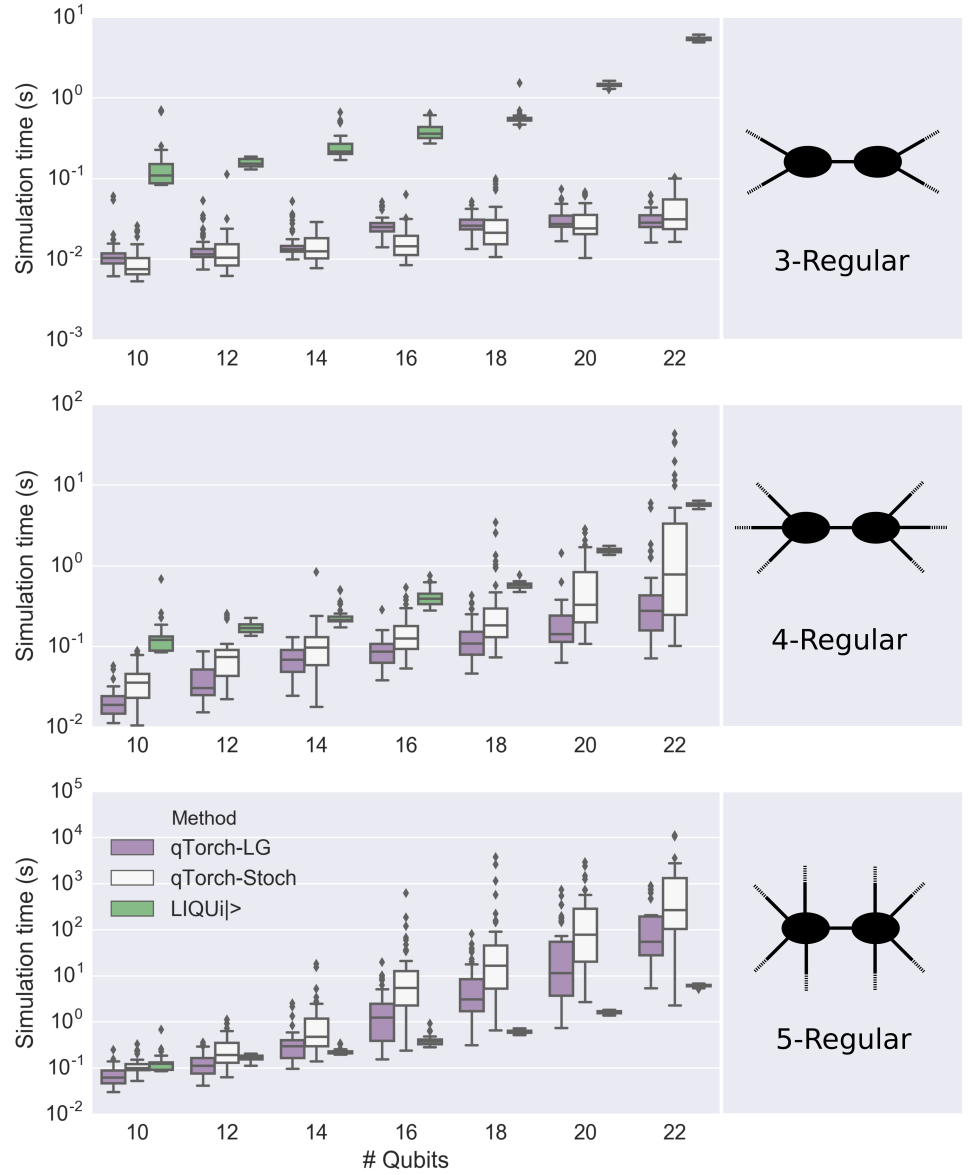 Simulation time (s)
10^1
10^0
10^-1
10^-2
10^-3
10 12 14 16 18 20 22
3-Regular
Simulation time (s)
10^2
10^1
10^0
10^-1
10^-2
10 12 14 16 18 20 22
4-Regular
Simulation time (s)
10^5
10^4
10^3
10^2
10^1
10^0
10^-1
10^-2
Method
qTorch-LG
qTorch-Stoch
LIQUi|>
10 12 14 16 18 20 22
# Qubits
5-Regular